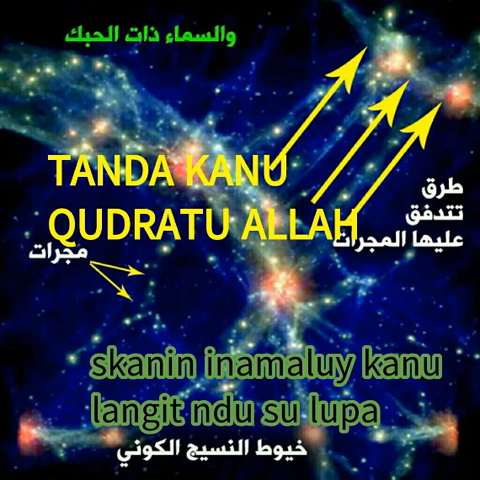 والسماء ذات الحبك
TANDA KANU
QUDRATU ALLAH
طرق
تتدفق
عليها المجرات
مجرات
skanin inamaluy kanu
langit ndu su lupa
خيوط النسيج الكوني